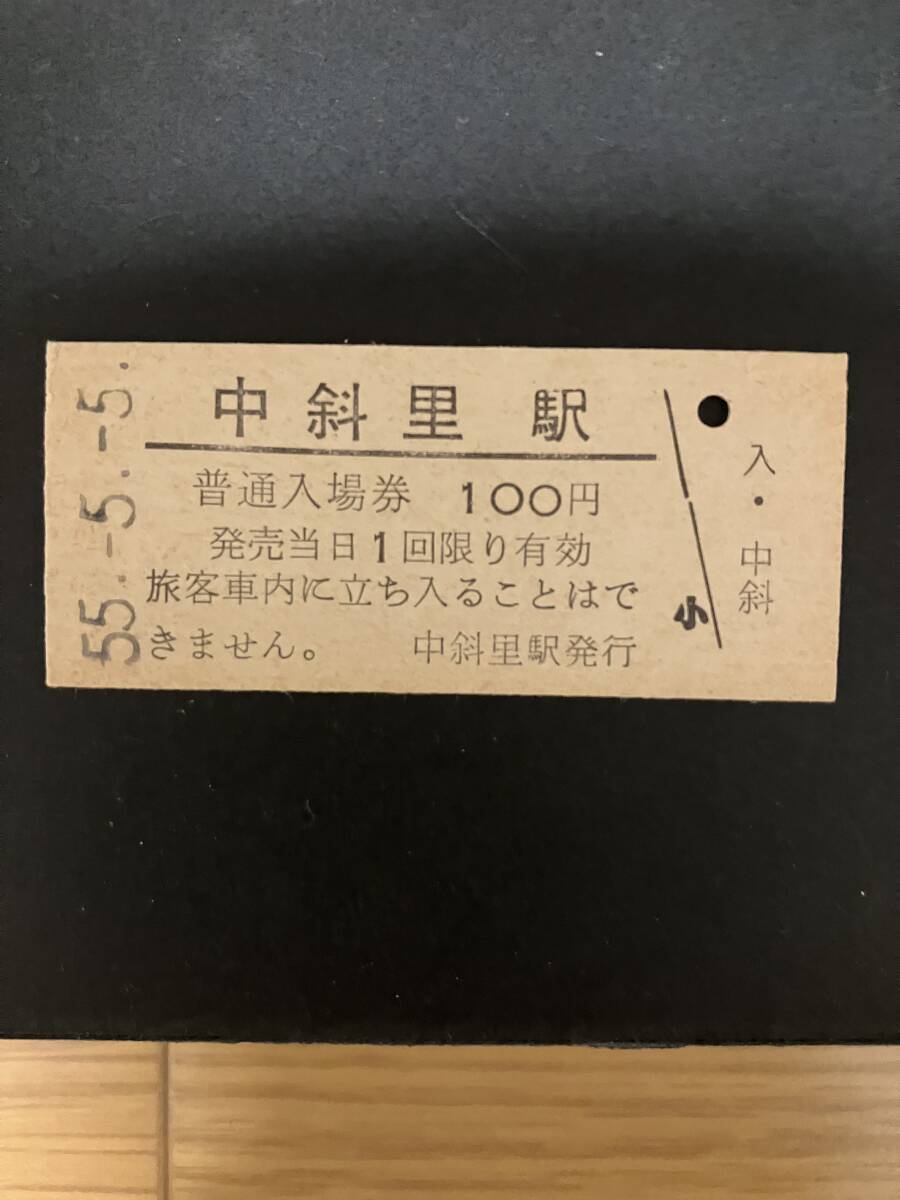 55.-5.-5.
中斜里駅
普通入場券 100円
発売当日1回限り有効
旅客車内に立ち入ることはで
きません。 中斜里駅発行
小
入・中斜